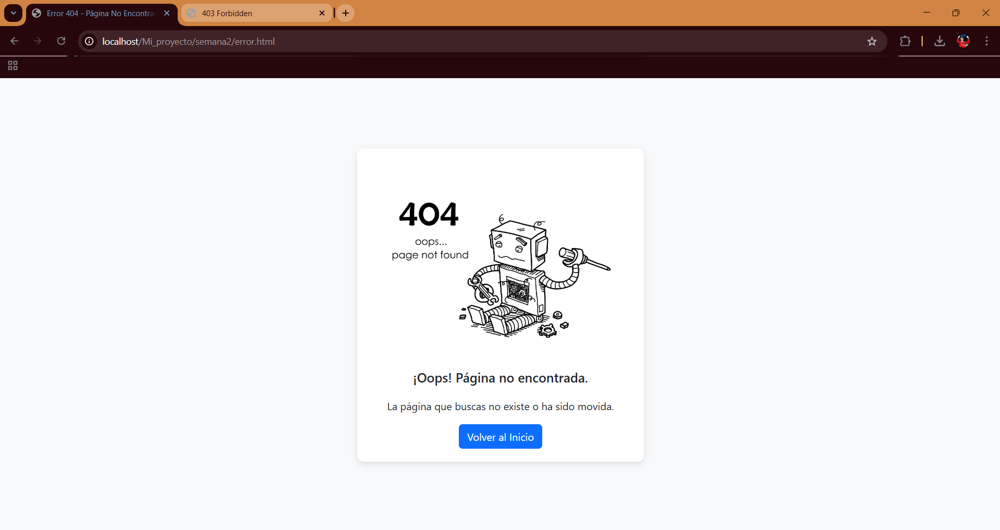 Error 404 - Página No Encontra
403 Forbidden
localhost/Mi_proyecto/semana2/error.html
404
oops...
page not found
¡Oops! Página no encontrada.
La página que buscas no existe o ha sido movida.
Volver al Inicio